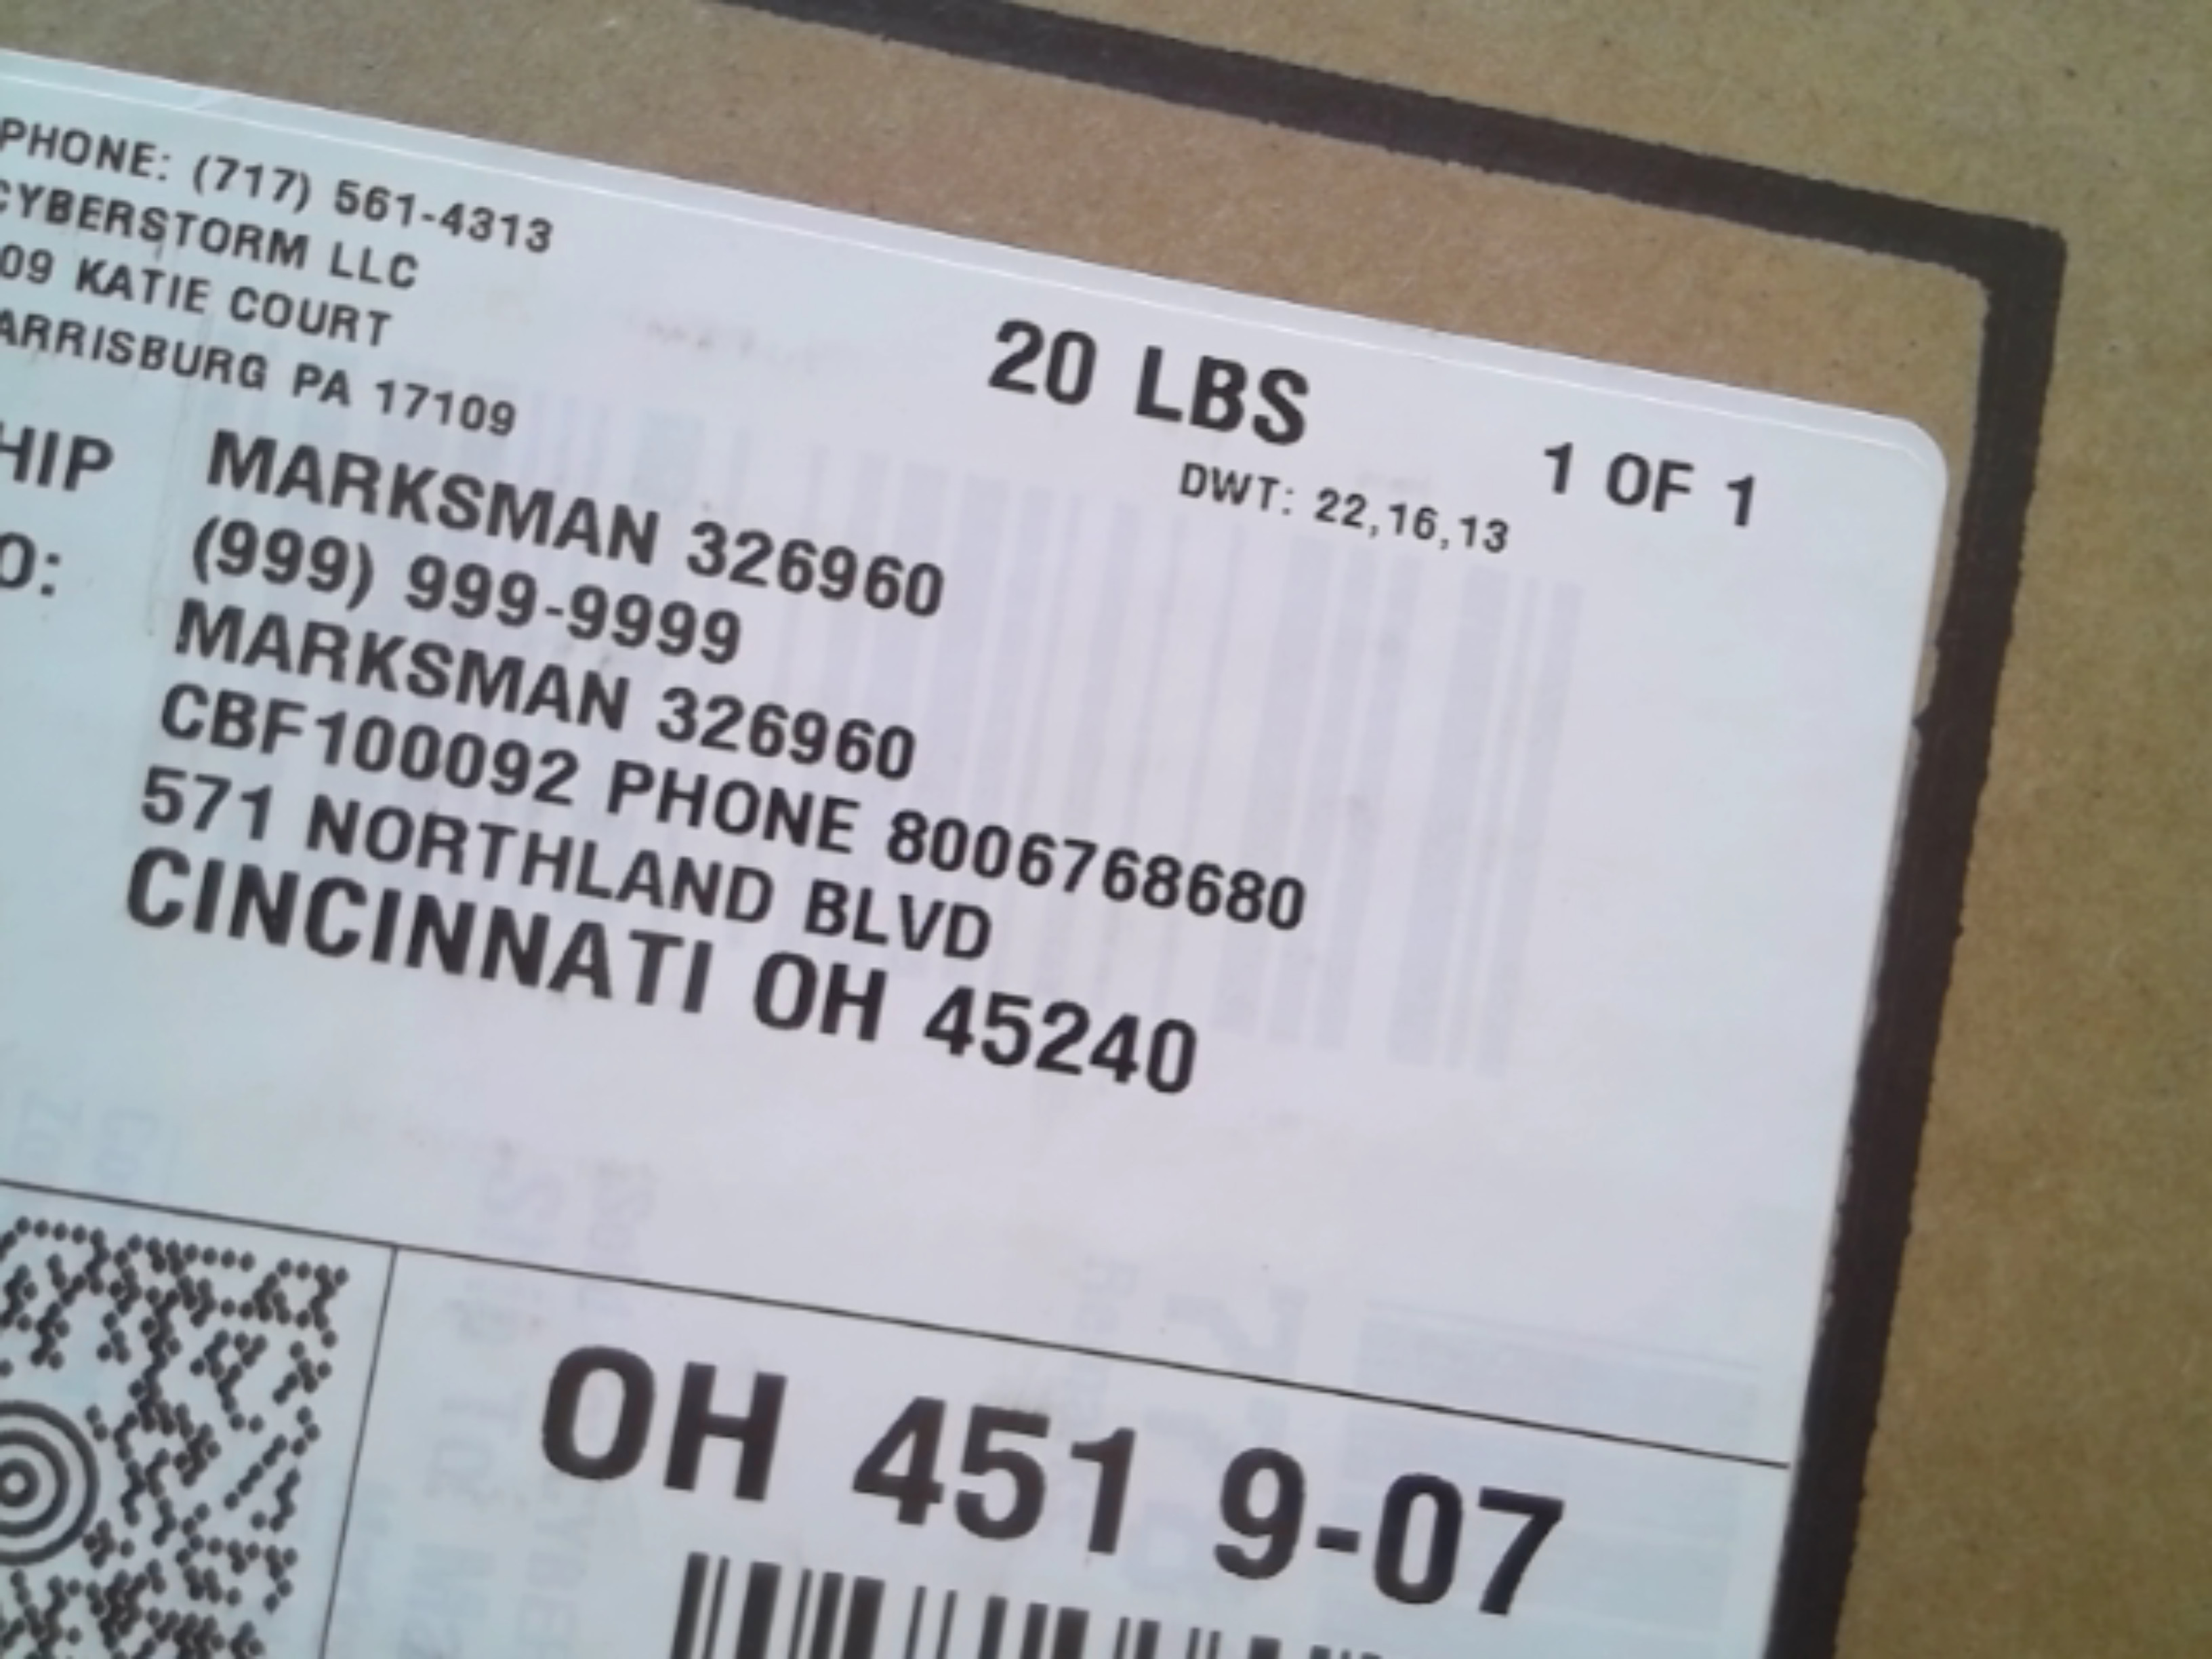 PHONE: (717) 561-4313
CYBERSTORM LLC
09 KATIE COURT
ARRISBURG PA 17109
20 LBS
1 OF 1
DWT: 22,16,13
HIP
O:
MARKSMAN 326960
(999) 999-9999
MARKSMAN 326960
CBF100092 PHONE 8006768680
571 NORTHLAND BLVD
CINCINNATI OH 45240
OH 451 9-07